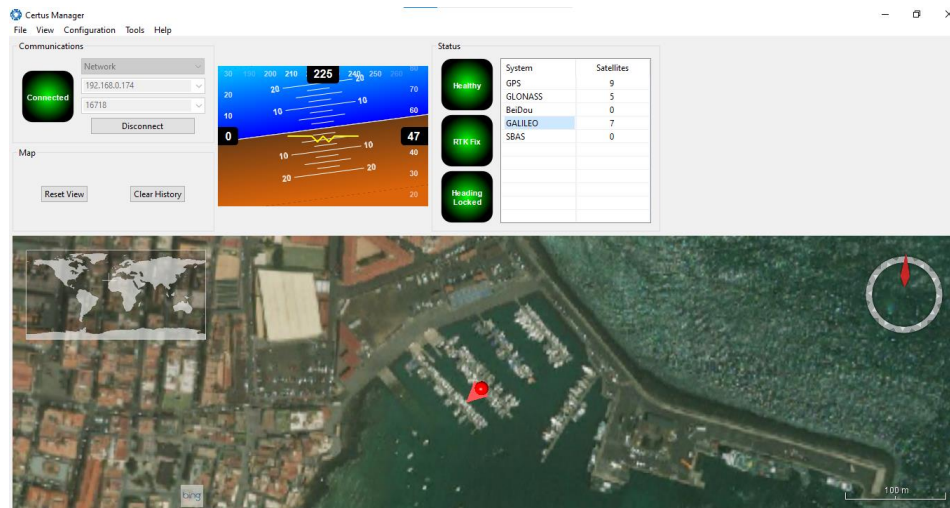 Certus Manager
File View Configuration Tools Help
Communications
Connected
Network
192.168.0.174
16718
Disconnect
Map
Reset View Clear History
30 190 200 210 225 240 250
20 20 20 70
10 10 10 60
0 47
10 10 40
20 20 30
20
Status
Healthy
RTK Fix
Heading Locked
System Satellites
GPS 9
GLONASS 5
BeiDou 0
GALILEO 7
SBAS 0
bing
100 m